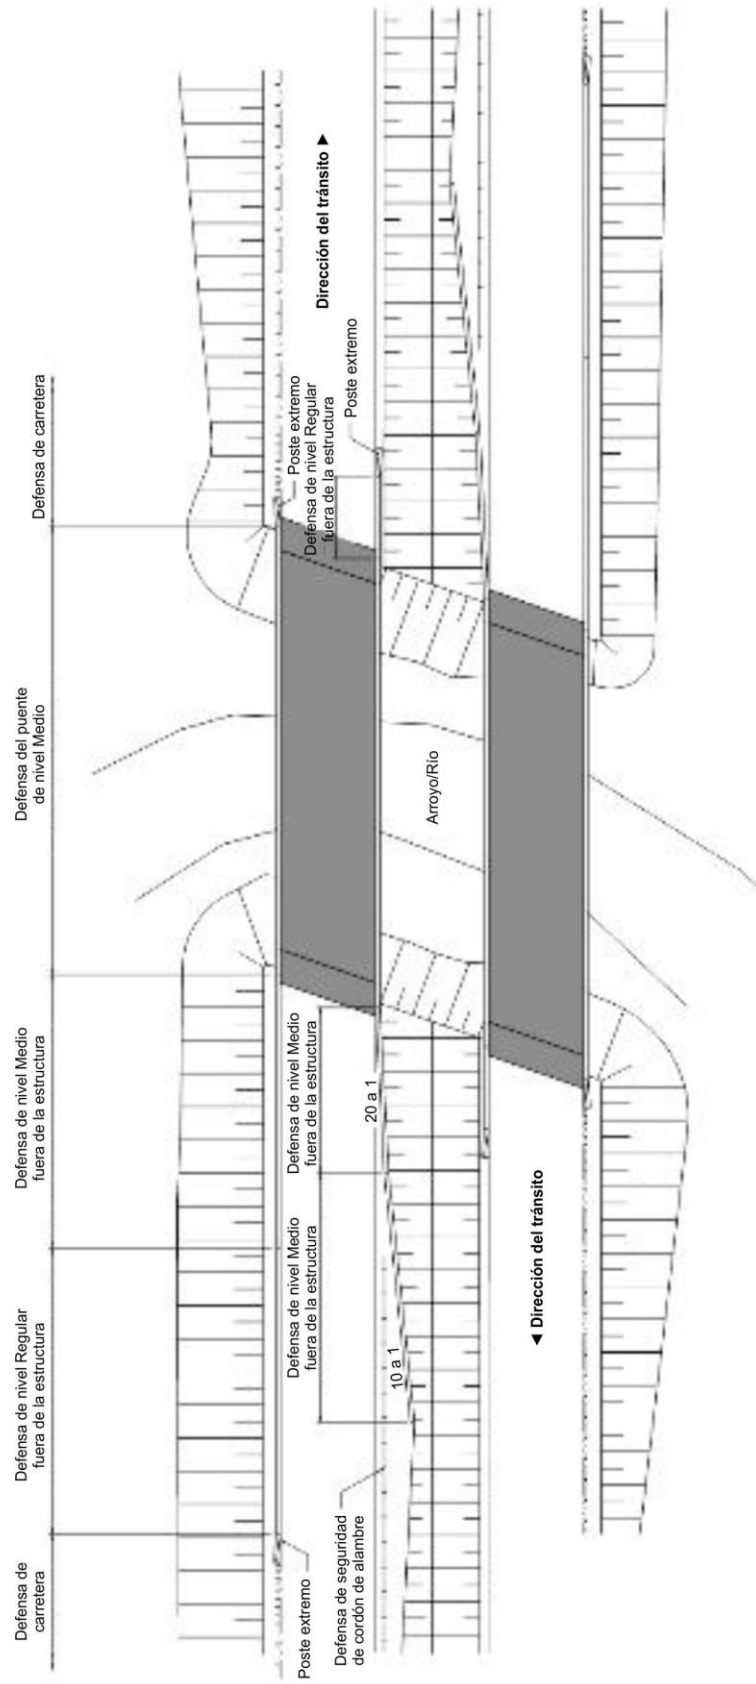 Defensa de
carretera
Defensa de nivel Regular
fuera de la estructura
Defensa de nivel Medio
fuera de la estructura
Defensa del puente
de nivel Medio
Defensa de carretera
Poste extremo
Defensa de nivel Medio
fuera de la estructura
Defensa de nivel Medio
fuera de la estructura
Poste extremo
Defensa de nivel Regular
fuera de la estructura
Dirección del tránsito ►
Defensa de seguridad
de cordón de alambre
10 a 1
20 a 1
Poste extremo
Arroyo/Río
◄ Dirección del tránsito